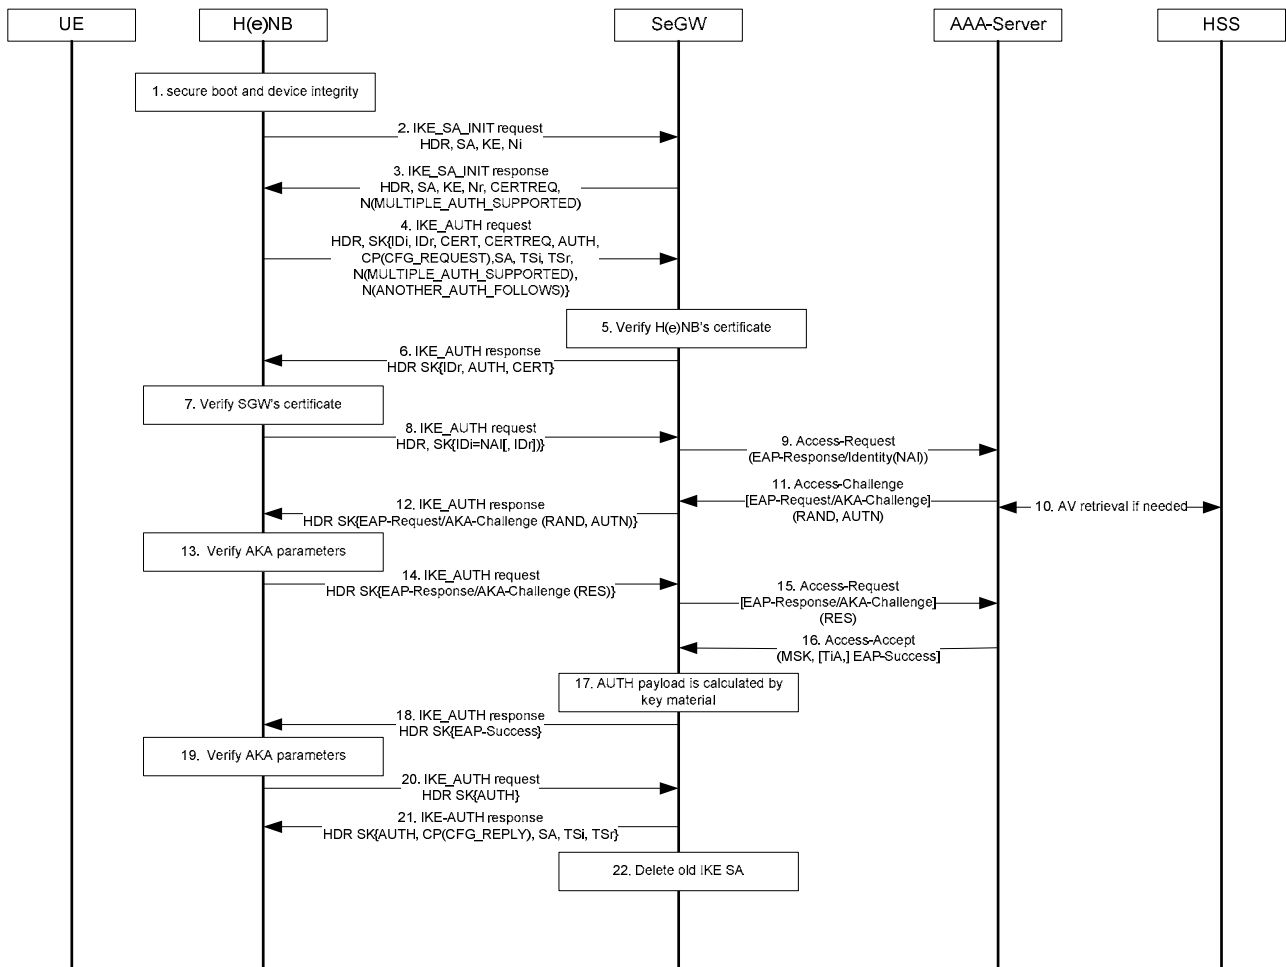 UE
H(e)NB
SeGW
AAA-Server
HSS
1. secure boot and device integrity
2. IKE_SA_INIT request
HDR, SA, KE, Ni
3. IKE_SA_INIT response
HDR, SA, KE, Nr, CERTREQ,
N(MULTIPLE_AUTH_SUPPORTED)
4. IKE_AUTH request
HDR, SK{IDi, IDr, CERT, CERTREQ, AUTH,
CP(CFG_REQUEST),SA, TSi, TSr,
N(MULTIPLE_AUTH_SUPPORTED),
N(ANOTHER_AUTH_FOLLOWS)}
5. Verify H(e)NB's certificate
6. IKE_AUTH response
HDR SK{IDr, AUTH, CERT}
7. Verify SGW's certificate
8. IKE_AUTH request
HDR, SK{IDi=NAI[, IDr])}
9. Access-Request
(EAP-Response/Identity(NAI))
11. Access-Challenge
[EAP-Request/AKA-Challenge]
(RAND, AUTN)
10. AV retrieval if needed
12. IKE_AUTH response
HDR SK{EAP-Request/AKA-Challenge (RAND, AUTN)}
13. Verify AKA parameters
14. IKE_AUTH request
HDR SK{EAP-Response/AKA-Challenge (RES)}
15. Access-Request
[EAP-Response/AKA-Challenge]
(RES)
16. Access-Accept
(MSK, [TiA,] EAP-Success]
17. AUTH payload is calculated by
key material
18. IKE_AUTH response
HDR SK{EAP-Success}
19. Verify AKA parameters
20. IKE_AUTH request
HDR SK{AUTH}
21. IKE-AUTH response
HDR SK{AUTH, CP(CFG_REPLY), SA, TSi, TSr}
22. Delete old IKE SA